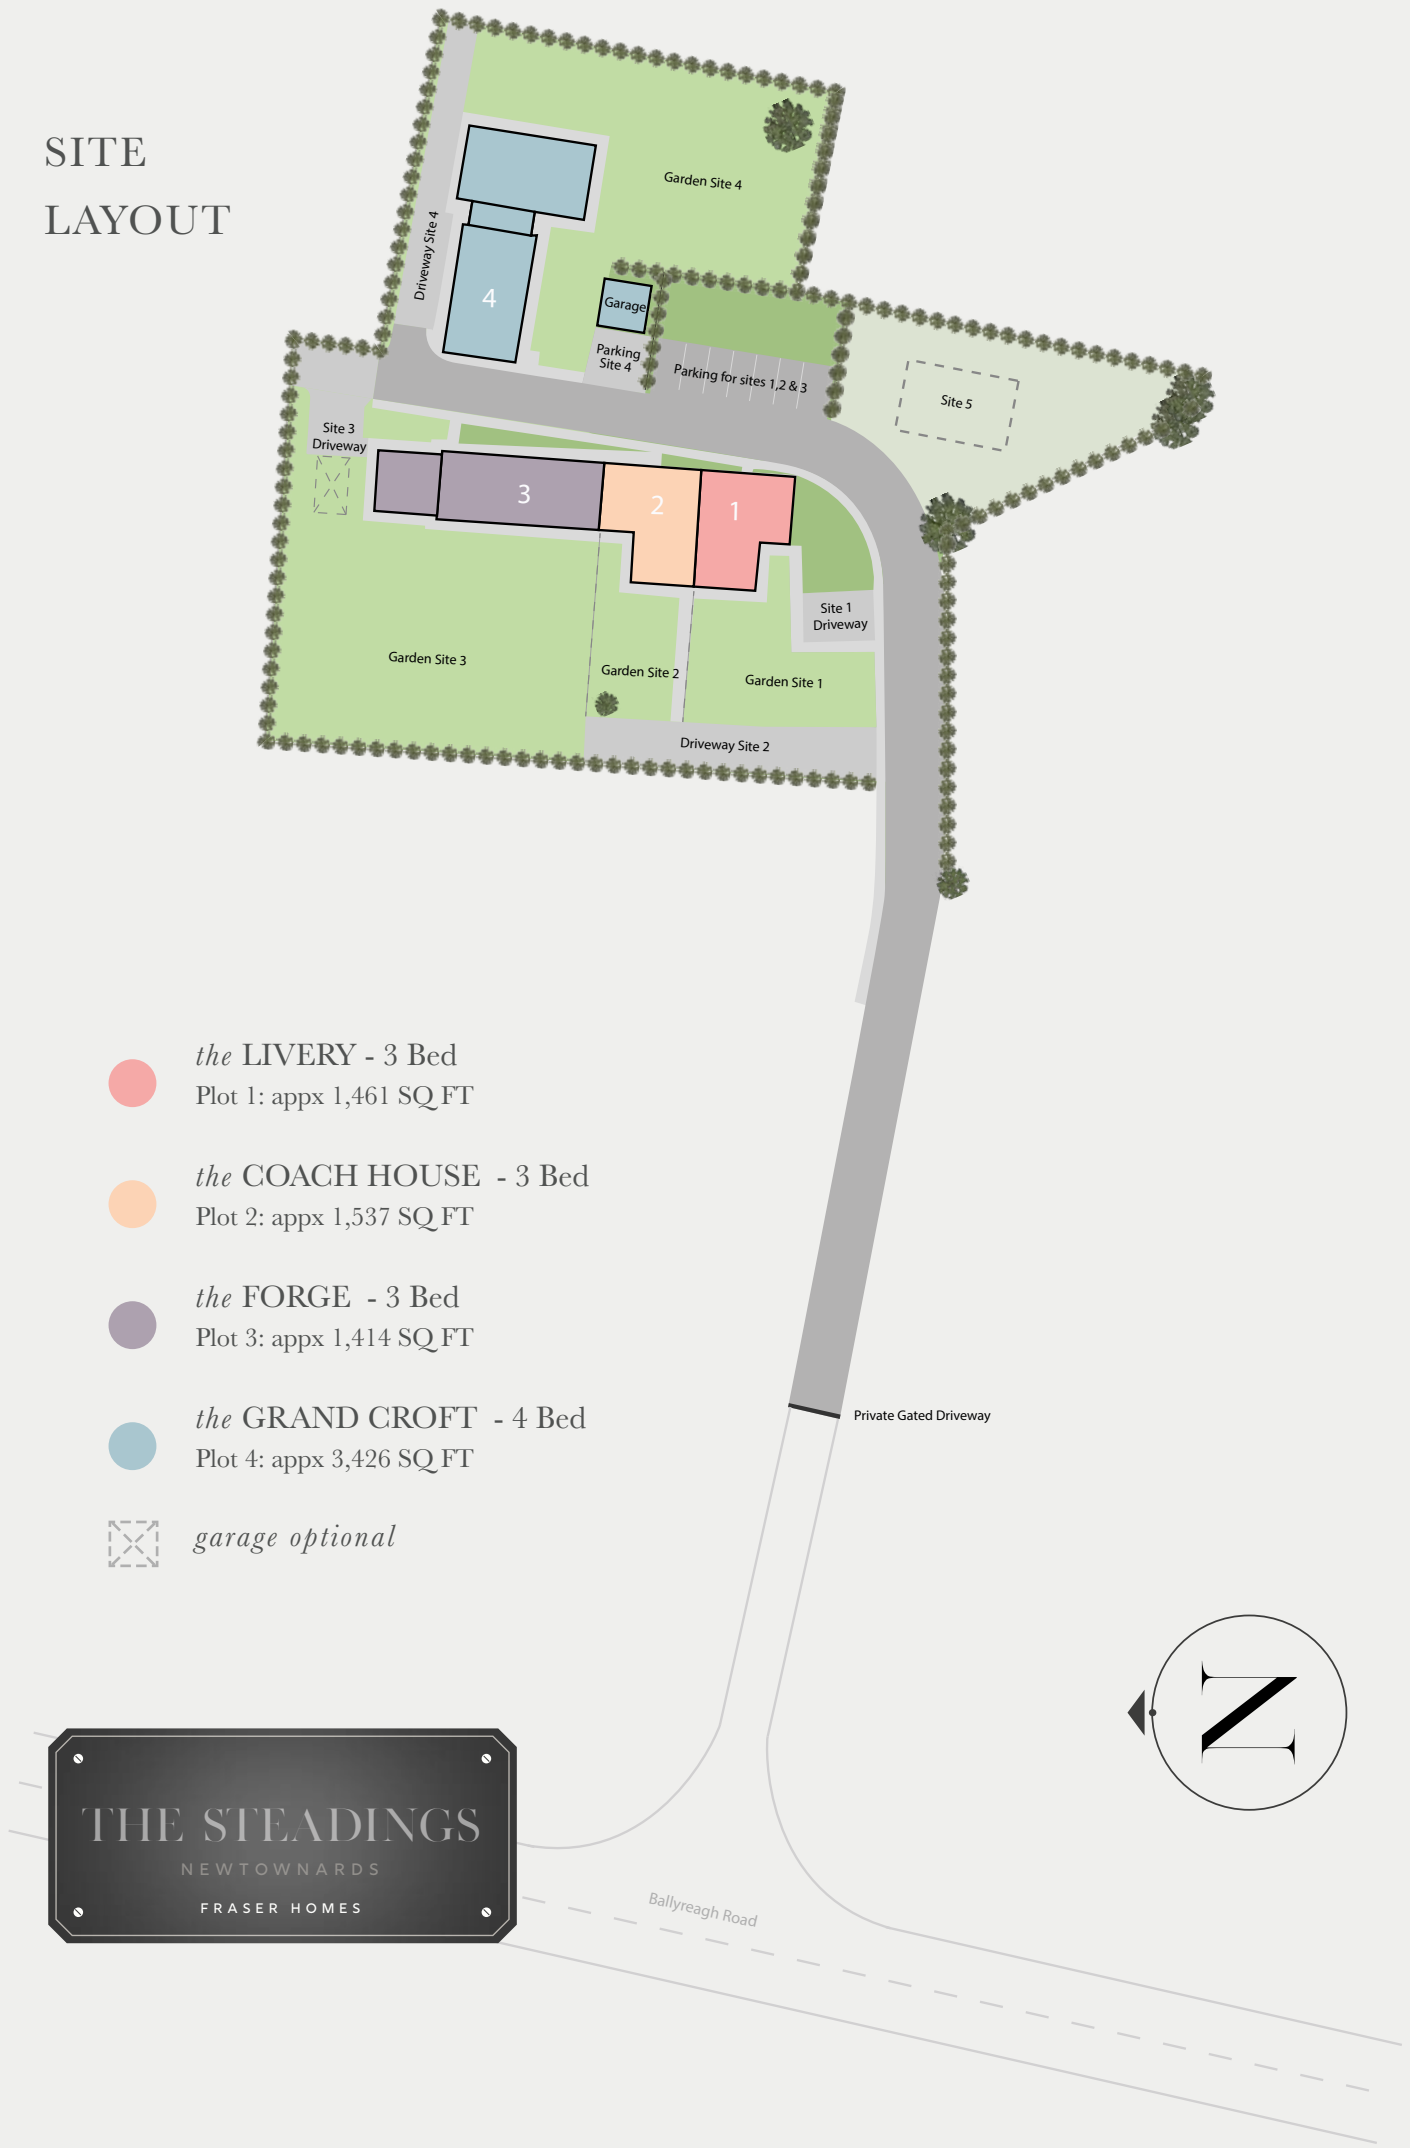 SITE
LAYOUT
Garden Site 4
Driveway Site 4
4
Garage
Parking
Site 4
Parking for sites 1,2 & 3
Site 5
Site 3
Driveway
3
2
1
Site 1
Driveway
Garden Site 3
Garden Site 2
Garden Site 1
Driveway Site 2
the LIVERY - 3 Bed
Plot 1: appx 1,461 SQ FT
the COACH HOUSE - 3 Bed
Plot 2: appx 1,537 SQ FT
the FORGE - 3 Bed
Plot 3: appx 1,414 SQ FT
the GRAND CROFT - 4 Bed
Plot 4: appx 3,426 SQ FT
garage optional
Private Gated Driveway
N
THE STEADINGS
NEWTOWNARDS
FRASER HOMES
Ballyreagh Road